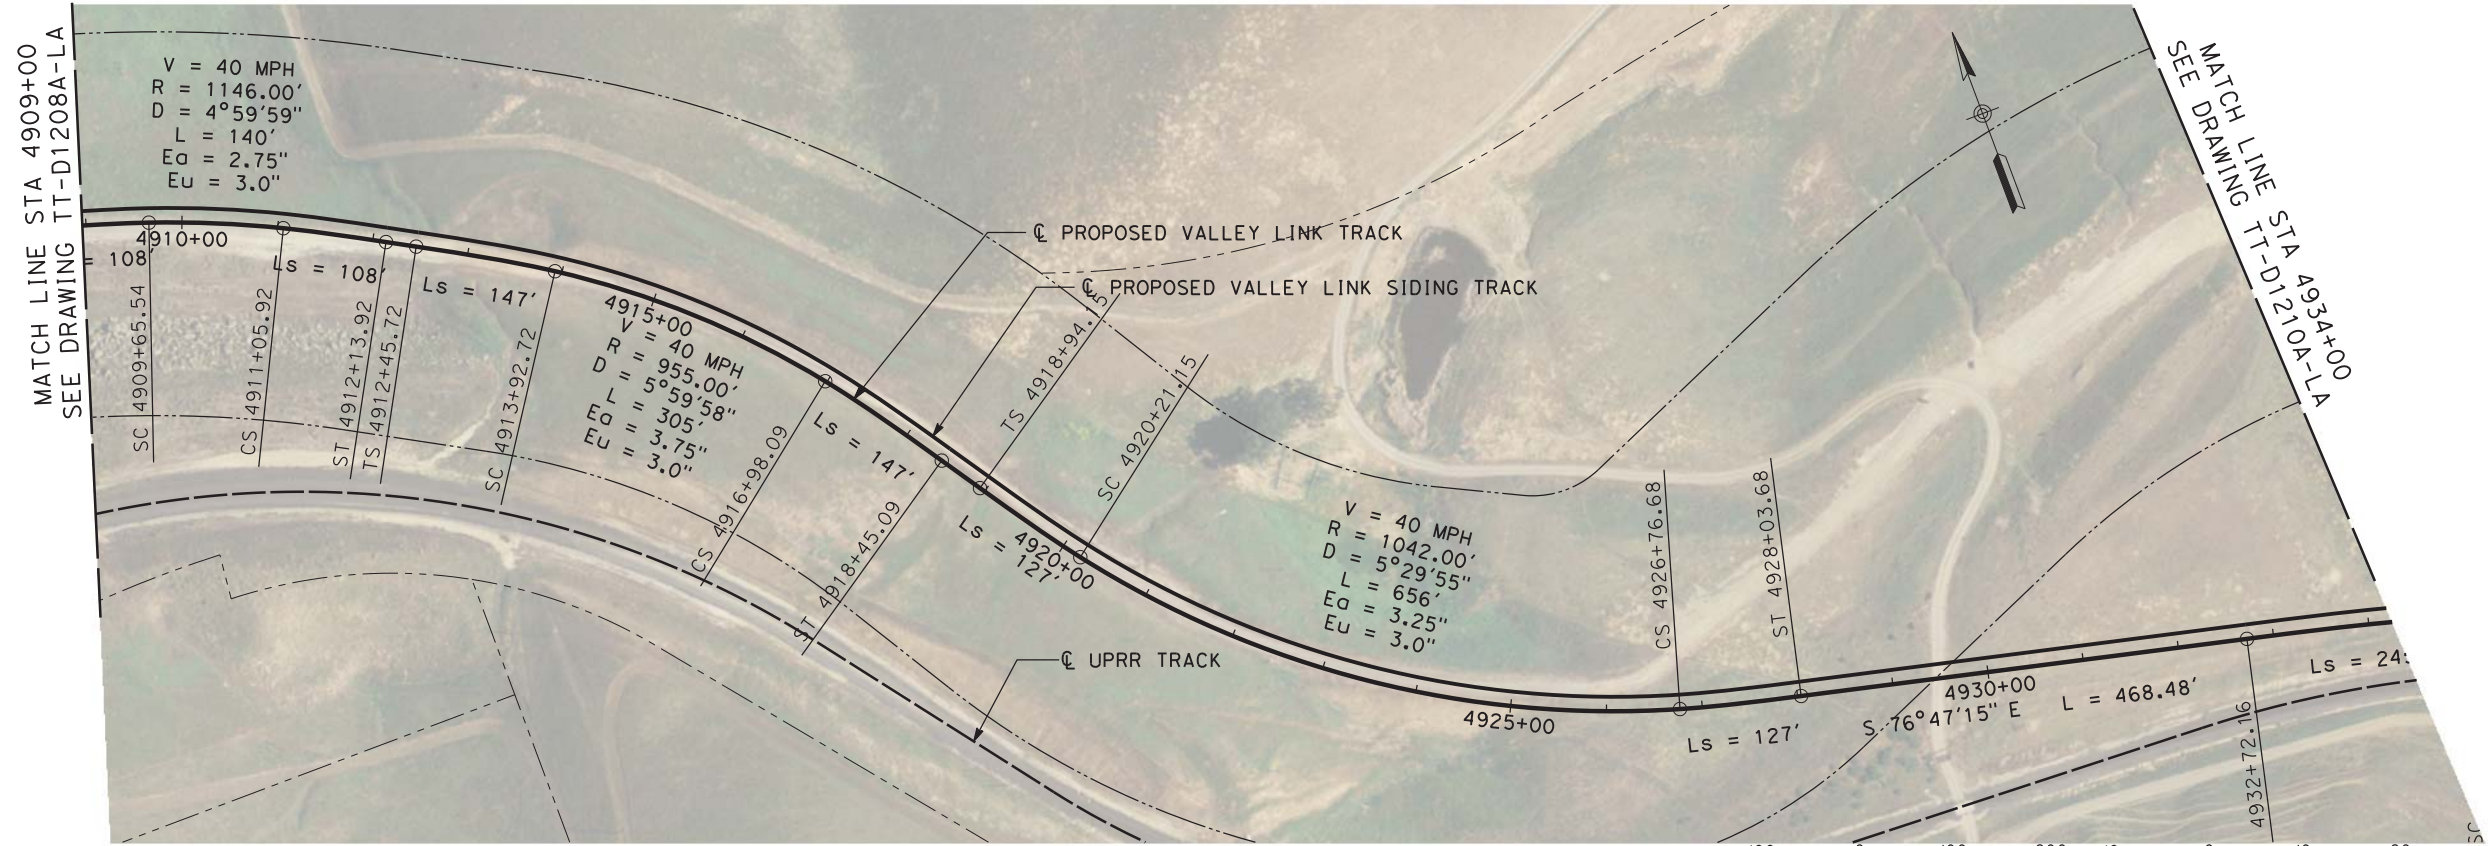 MATCH LINE STA 4909+00
SEE DRAWING TT-D1208A-LA
V = 40 MPH
R = 1146.00'
D = 4°59'59"
L = 140'
Ea = 2.75"
Eu = 3.0"
4910+00
= 108'
Ls = 108'
Ls = 147'
SC 4909+65.54
CS 4911+05.92
ST 4912+13.92
TS 4912+45.72
SC 4913+92.72
4915+00
V = 40 MPH
R = 955.00'
D = 5°59'58"
L = 305'
Ea = 3.75"
Eu = 3.0"
CS 4916+98.09
Ls = 147'
ST 4918+45.09
℄ PROPOSED VALLEY LINK TRACK
℄ PROPOSED VALLEY LINK SIDING TRACK
TS 4918+94.15
SC 4920+21.15
Ls = 127'
4920+00
℄ UPRR TRACK
V = 40 MPH
R = 1042.00'
D = 5°29'55"
L = 656'
Ea = 3.25"
Eu = 3.0"
4925+00
CS 4926+76.68
ST 4928+03.68
Ls = 127'
4930+00
S 76°47'15" E L = 468.48'
4932+72.16
Ls = 24
SC
MATCH LINE STA 4934+00
SEE DRAWING TT-D1210A-LA